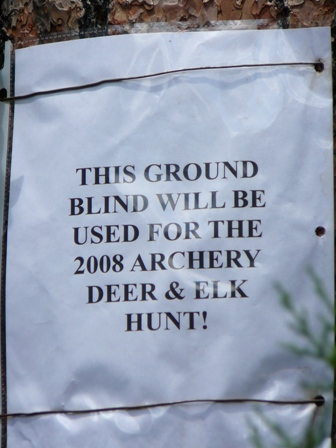 THIS GROUND
BLIND WILL BE
USED FOR THE
2008 ARCHERY
DEER & ELK
HUNT!